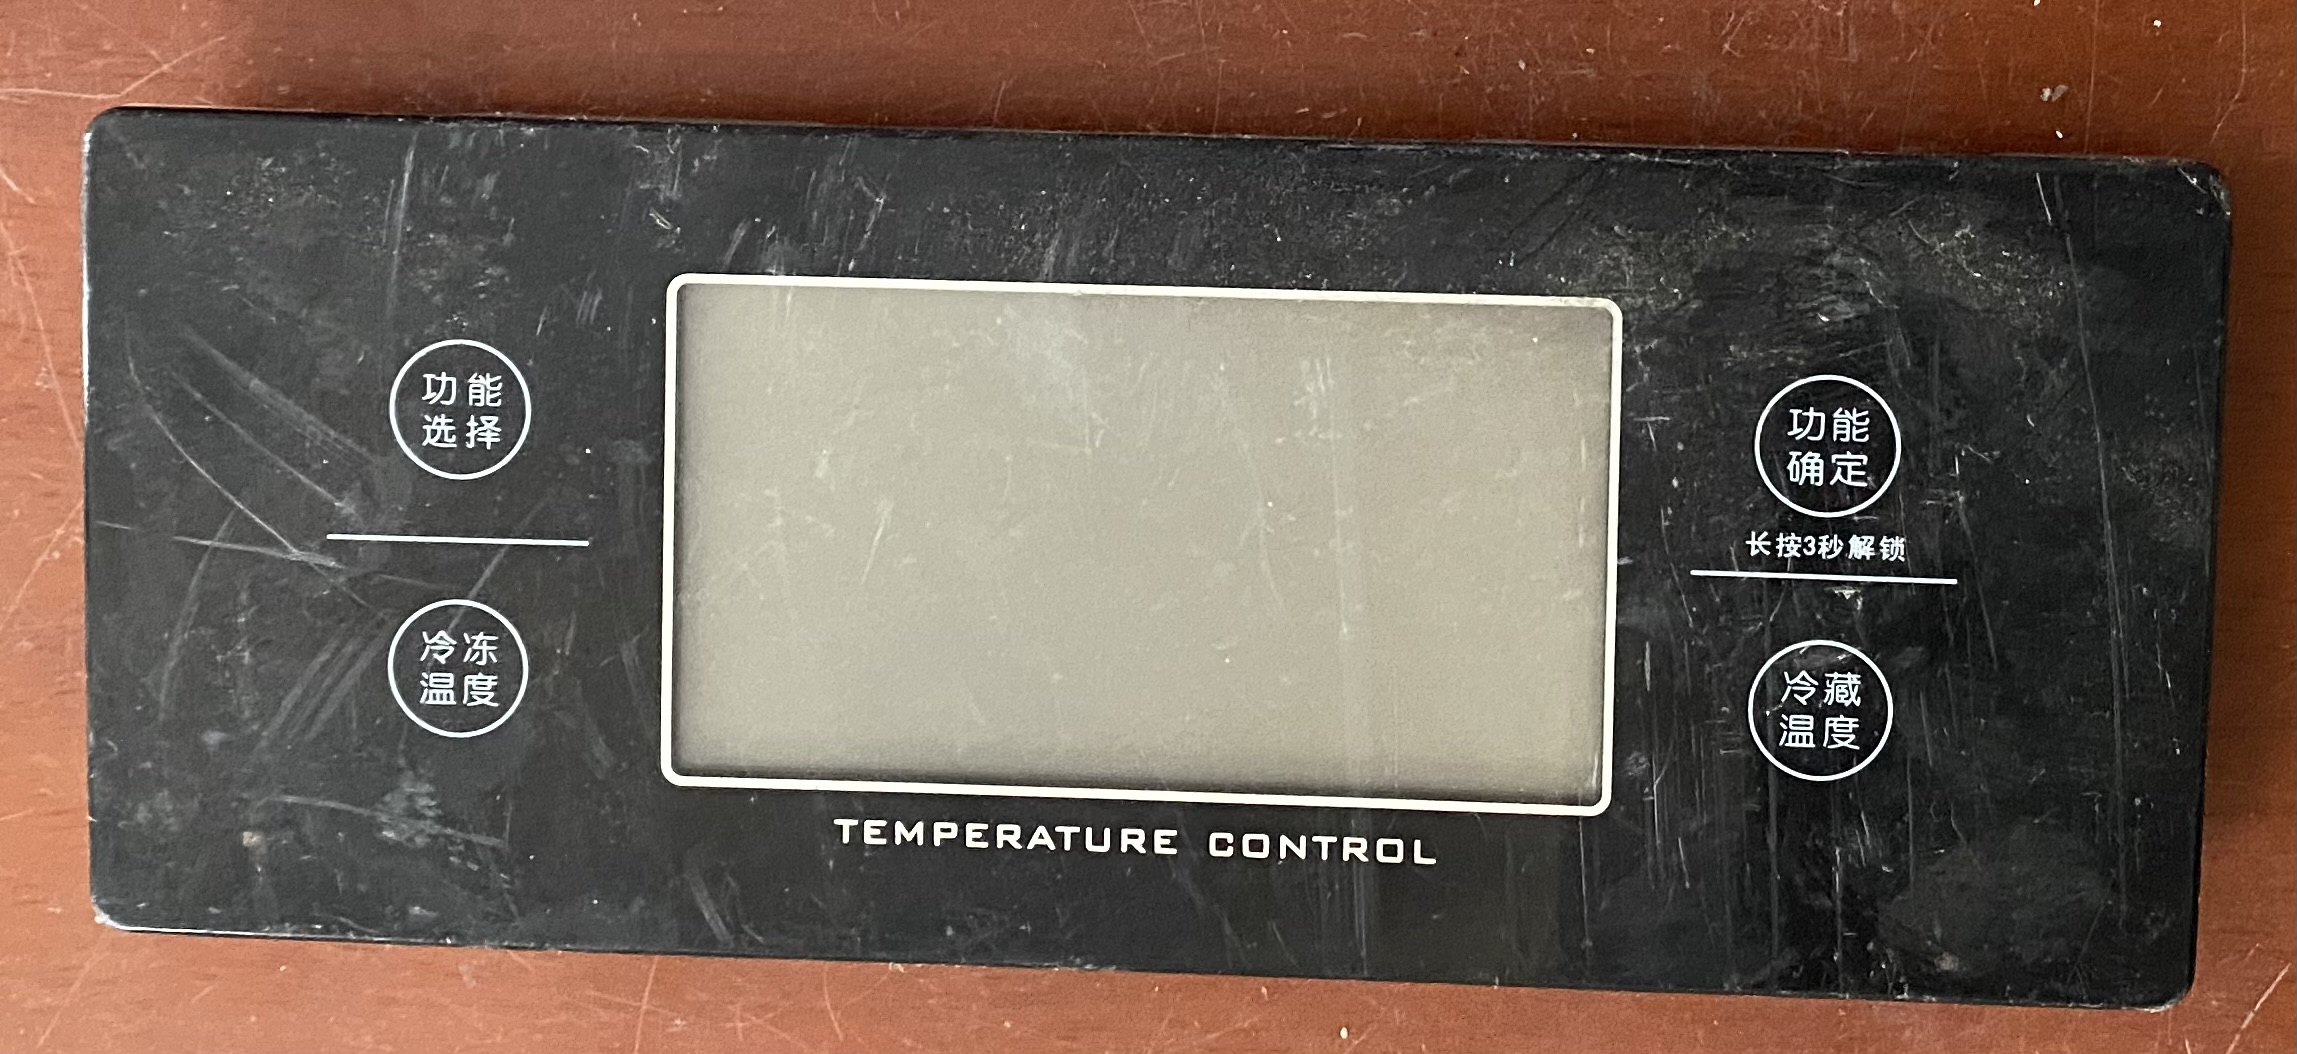 功能
选择
冷冻
温度
TEMPERATURE CONTROL
功能
确定
长按3秒解锁
冷藏
温度